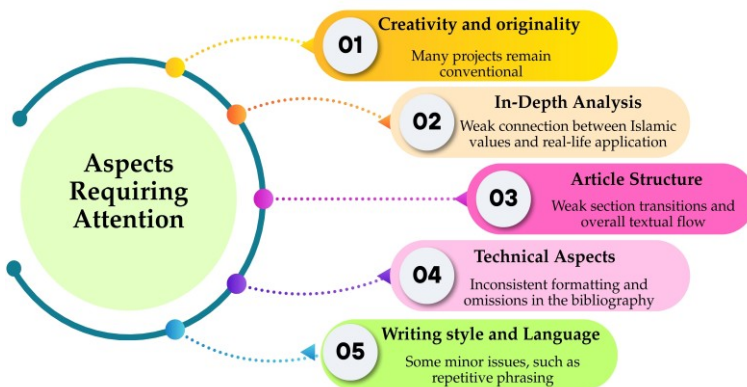 Aspects
Requiring
Attention
01
Creativity and originality
Many projects remain
conventional
02
In-Depth Analysis
Weak connection between Islamic
values and real-life application
03
Article Structure
Weak section transitions and
overall textual flow
04
Technical Aspects
Inconsistent formatting and
omissions in the bibliography
05
Writing style and Language
Some minor issues, such as
repetitive phrasing